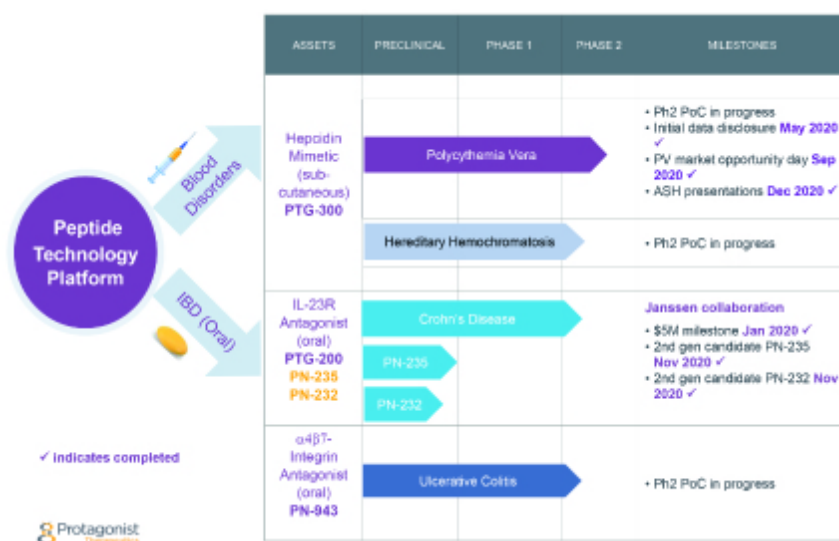 ASSETS
PRECLINICAL
PHASE 1
PHASE 2
MILESTONES
Peptide
Technology
Platform
Blood
Disorders
IBD (Oral)
Hepcidin
Mimetic
(sub-
cutaneous)
PTG-300
Polycythemia Vera
• Ph2 PoC in progress
• Initial data disclosure May 2020
✓
• PV market opportunity day Sep
2020 ✓
• ASH presentations Dec 2020 ✓
Hereditary Hemochromatosis
• Ph2 PoC in progress
IL-23R
Antagonist
(oral)
PTG-200
PN-235
PN-232
Crohn's Disease
PN-235
PN-232
Janssen collaboration
• $5M milestone Jan 2020 ✓
• 2nd gen candidate PN-235
Nov 2020 ✓
• 2nd gen candidate PN-232 Nov
2020 ✓
α4β7-
Integrin
Antagonist
(oral)
PN-943
Ulcerative Colitis
• Ph2 PoC in progress
✓ indicates completed
Protagonist